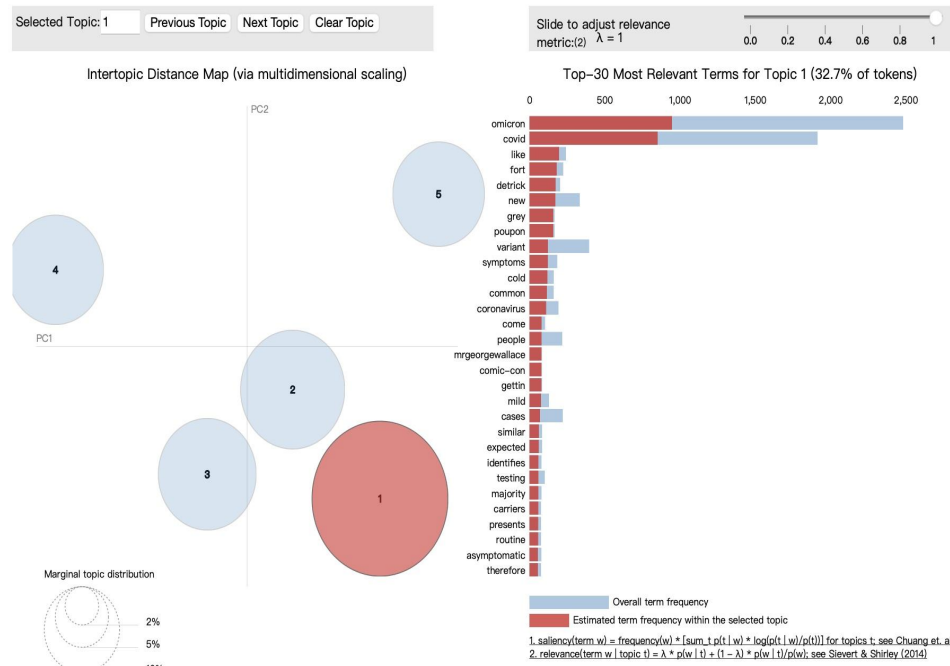 Selected Topic: 1 Previous Topic Next Topic Clear Topic
Slide to adjust relevance
metric:(2) λ = 1
0.0 0.2 0.4 0.6 0.8 1
Intertopic Distance Map (via multidimensional scaling)
PC2
5
4
PC1
2
3
1
Marginal topic distribution
2%
5%
Top-30 Most Relevant Terms for Topic 1 (32.7% of tokens)
0 500 1,000 1,500 2,000 2,500
omicron
covid
like
fort
detrick
new
grey
poupon
variant
symptoms
cold
common
coronavirus
come
people
mrgeorgewallace
comic-con
gettin
mild
cases
similar
expected
identifies
testing
majority
carriers
presents
routine
asymptomatic
therefore
Overall term frequency
Estimated term frequency within the selected topic
1. saliency(term w) = frequency(w) * [sum_t p(t | w) * log(p(t | w)/p(t))] for topics t; see Chuang et. a
2. relevance(term w | topic t) = λ * p(w | t) + (1 - λ) * p(w | t)/p(w); see Sievert & Shirley (2014)